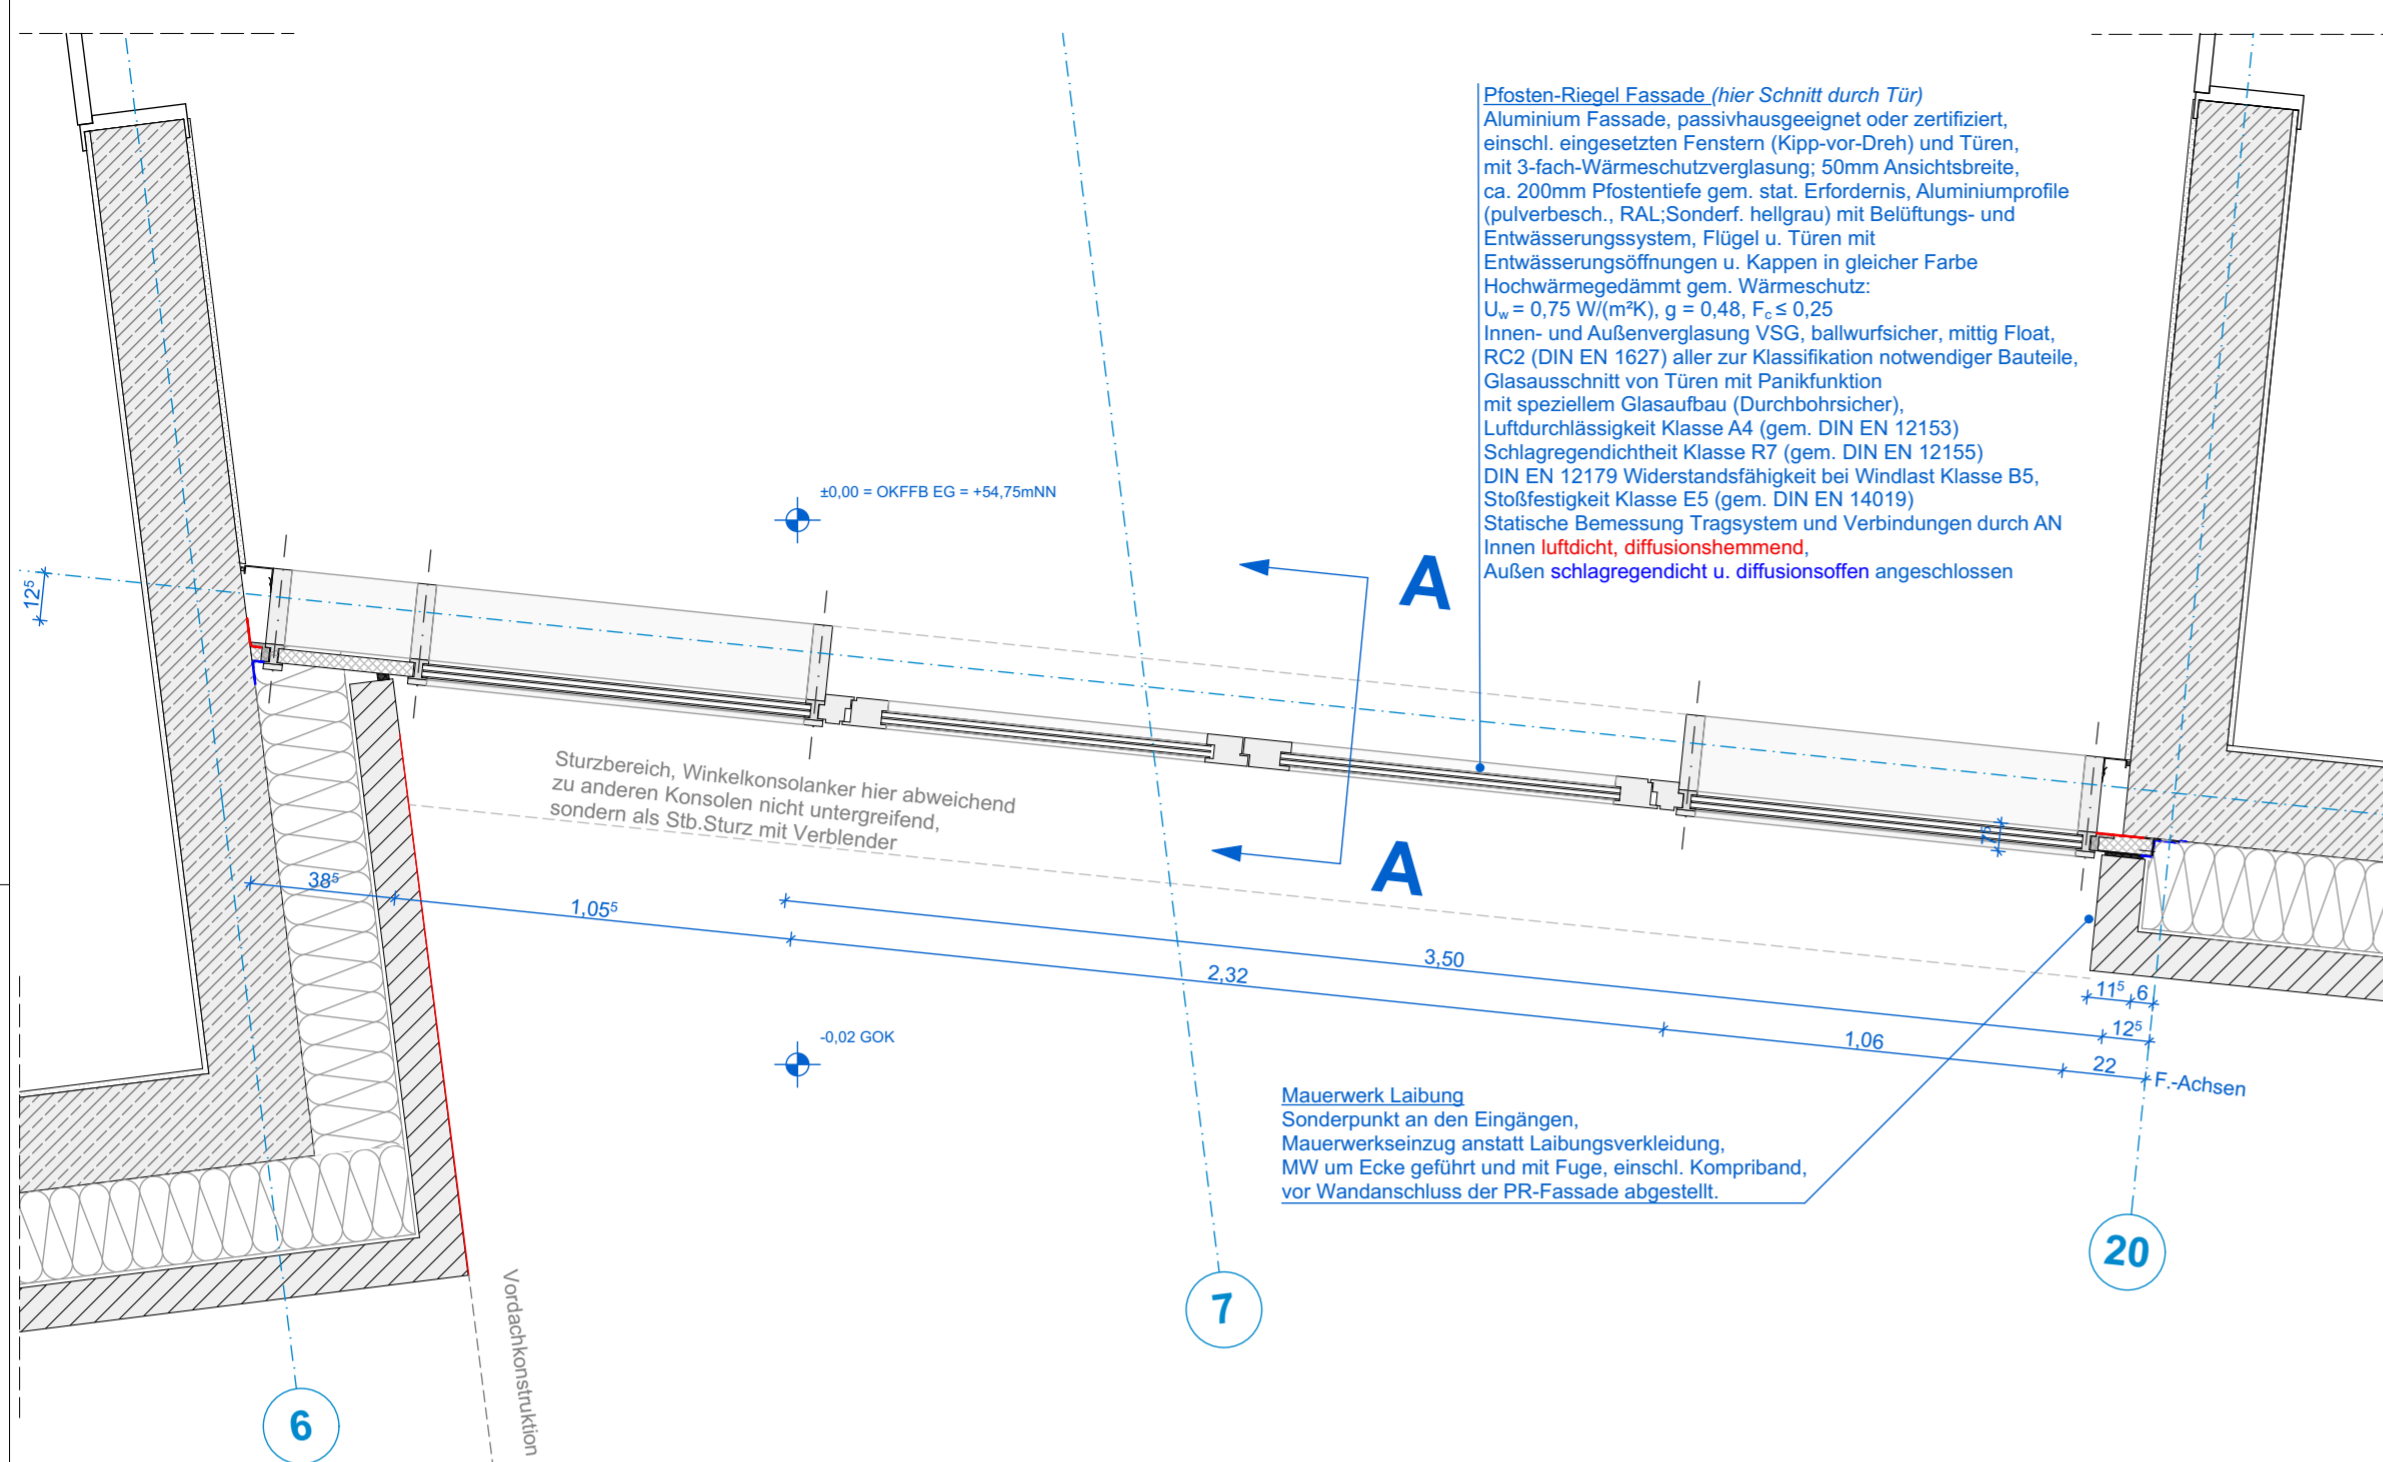 Pfosten-Riegel Fassade (hier Schnitt durch Tür)
Aluminium Fassade, passivhausgeeignet oder zertifiziert,
einschl. eingesetzten Fenstern (Kipp-vor-Dreh) und Türen,
mit 3-fach-Wärmeschutzverglasung; 50mm Ansichtsbreite,
ca. 200mm Pfostentiefe gem. stat. Erfordernis, Aluminiumprofile
(pulverbesch., RAL;Sonderf. hellgrau) mit Belüftungs- und
Entwässerungssystem, Flügel u. Türen mit
Entwässerungsöffnungen u. Kappen in gleicher Farbe
Hochwärmegedämmt gem. Wärmeschutz:
Uw = 0,75 W/(m²K), g = 0,48, Fc ≤ 0,25
Innen- und Außenverglasung VSG, ballwurfsicher, mittig Float,
RC2 (DIN EN 1627) aller zur Klassifikation notwendiger Bauteile,
Glasausschnitt von Türen mit Panikfunktion
mit speziellem Glasaufbau (Durchbohrsicher),
Luftdurchlässigkeit Klasse A4 (gem. DIN EN 12153)
Schlagregendichtheit Klasse R7 (gem. DIN EN 12155)
DIN EN 12179 Widerstandsfähigkeit bei Windlast Klasse B5,
Stoßfestigkeit Klasse E5 (gem. DIN EN 14019)
Statische Bemessung Tragsystem und Verbindungen durch AN
Innen luftdicht, diffusionshemmend,
Außen schlagregendicht u. diffusionsoffen angeschlossen
±0,00 = OKFFB EG = +54,75mNN
12⁵
A
A
Sturzbereich, Winkelkonsolanker hier abweichend
zu anderen Konsolen nicht untergreifend,
sondern als Stb.Sturz mit Verblender
7⁵
38⁵
1,05⁵
3,50
2,32
11⁵
6
12⁵
1,06
22
F.-Achsen
-0,02 GOK
Mauerwerk Laibung
Sonderpunkt an den Eingängen,
Mauerwerkseinzug anstatt Laibungsverkleidung,
MW um Ecke geführt und mit Fuge, einschl. Kompriband,
vor Wandanschluss der PR-Fassade abgestellt.
Vordachkonstruktion
20
7
6